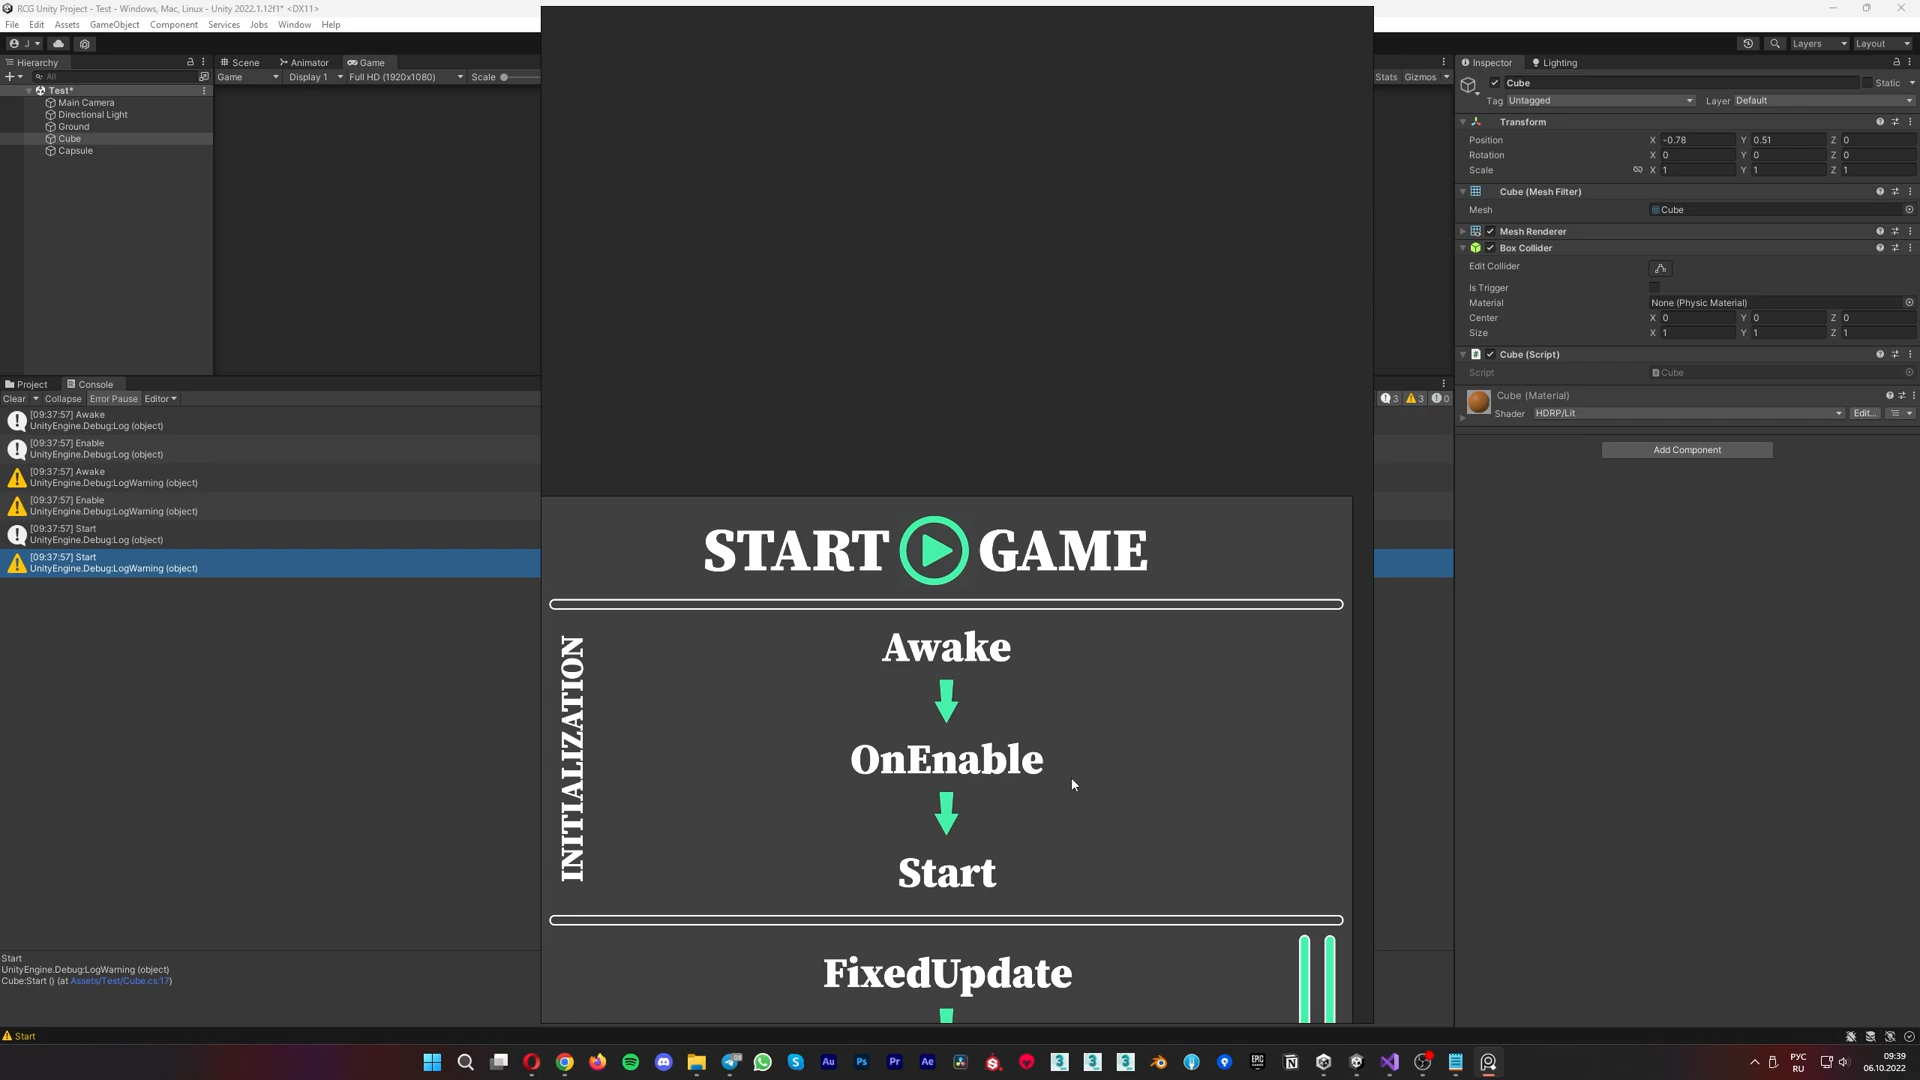 RCG Unity Project - Test - Windows, Mac, Linux - Unity 2022.1.12f1* <DX11>
File Edit Assets GameObject Component Services Jobs Window Help
J
Layers Layout
Hierarchy
All
Test*
Main Camera
Directional Light
Ground
Cube
Capsule
Scene Animator Game
Game Display 1 Full HD (1920x1080) Scale
Stats Gizmos
Project Console
Clear Collapse Error Pause Editor
3 3 0
[09:37:57] Awake
UnityEngine.Debug:Log (object)
[09:37:57] Enable
UnityEngine.Debug:Log (object)
[09:37:57] Awake
UnityEngine.Debug:LogWarning (object)
[09:37:57] Enable
UnityEngine.Debug:LogWarning (object)
[09:37:57] Start
UnityEngine.Debug:Log (object)
[09:37:57] Start
UnityEngine.Debug:LogWarning (object)
Start
UnityEngine.Debug:LogWarning (object)
Cube:Start () (at Assets/Test/Cube.cs:17)
Start
START GAME
INITIALIZATION
Awake
OnEnable
Start
FixedUpdate
Inspector Lighting
Cube Static
Tag Untagged Layer Default
Transform
Position X -0.78 Y 0.51 Z 0
Rotation X 0 Y 0 Z 0
Scale X 1 Y 1 Z 1
Cube (Mesh Filter)
Mesh Cube
Mesh Renderer
Box Collider
Edit Collider
Is Trigger
Material None (Physic Material)
Center X 0 Y 0 Z 0
Size X 1 Y 1 Z 1
Cube (Script)
Script Cube
Cube (Material)
Shader HDRP/Lit Edit...
Add Component
Au Ps Pr Ae
РУС
RU
09:39
06.10.2022